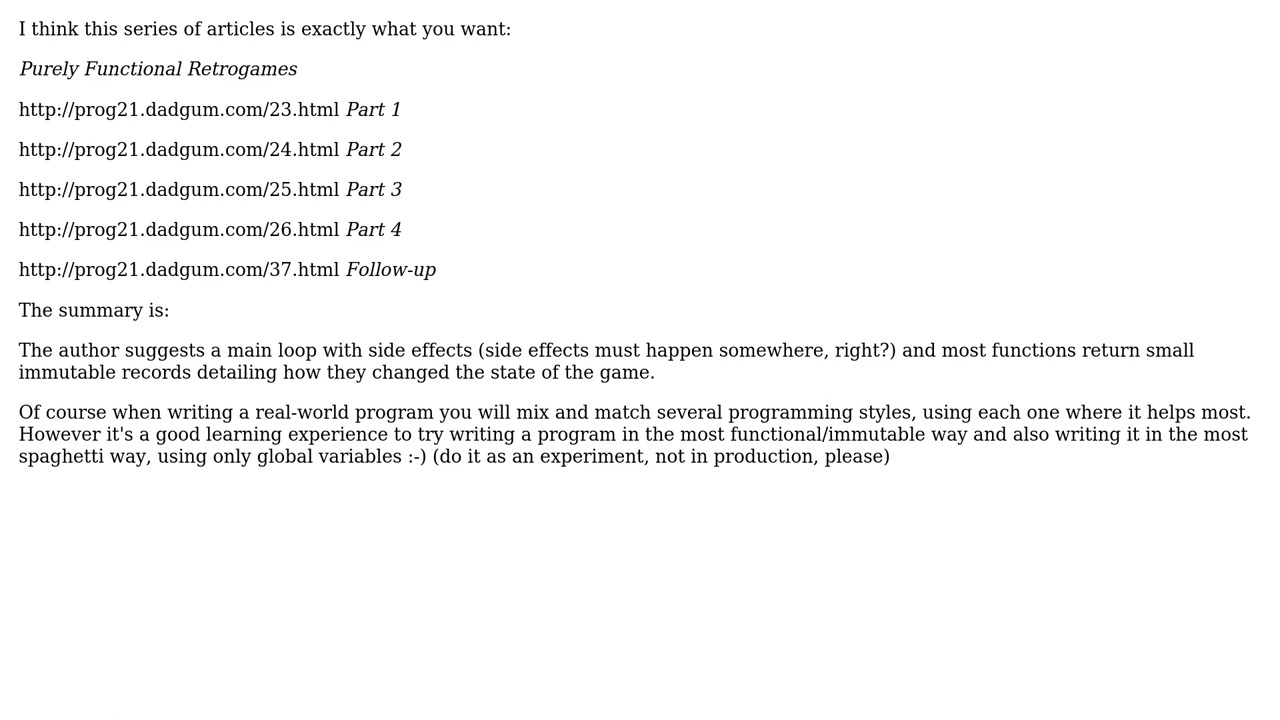 I think this series of articles is exactly what you want:
Purely Functional Retrogames
http://prog21.dadgum.com/23.html Part 1
http://prog21.dadgum.com/24.html Part 2
http://prog21.dadgum.com/25.html Part 3
http://prog21.dadgum.com/26.html Part 4
http://prog21.dadgum.com/37.html Follow-up
The summary is:
The author suggests a main loop with side effects (side effects must happen somewhere, right?) and most functions return small
immutable records detailing how they changed the state of the game.
Of course when writing a real-world program you will mix and match several programming styles, using each one where it helps most.
However it's a good learning experience to try writing a program in the most functional/immutable way and also writing it in the most
spaghetti way, using only global variables :-) (do it as an experiment, not in production, please)